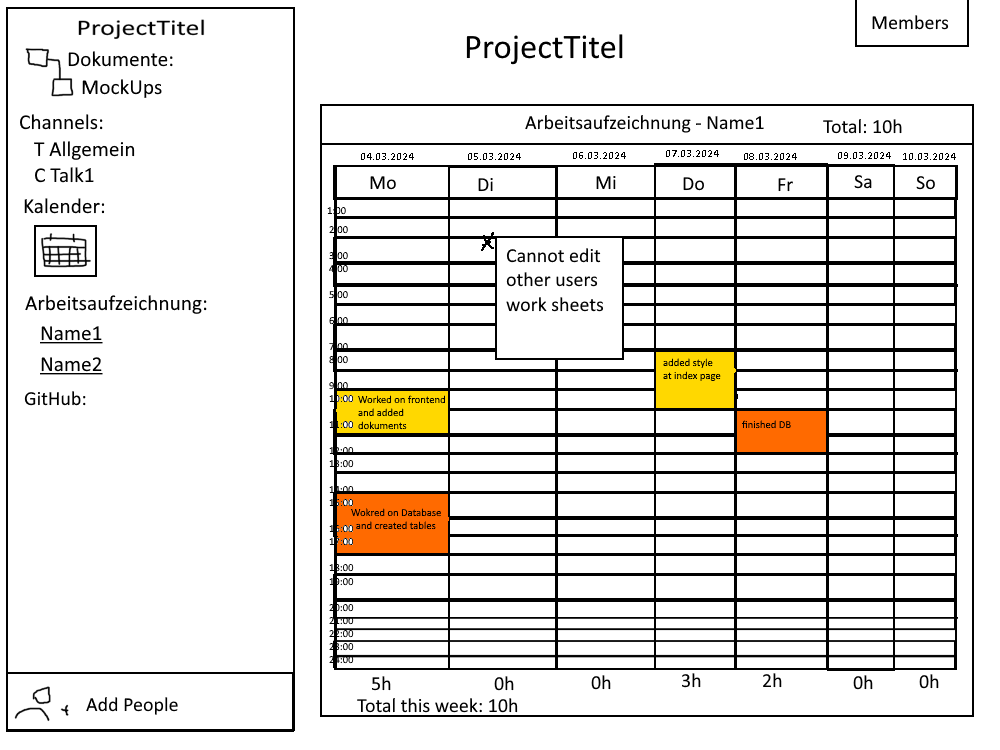 ProjectTitel
Dokumente:
MockUps
Channels:
T Allgemein
C Talk1
Kalender:
Arbeitsaufzeichnung:
Name1
Name2
GitHub:
Add People
Members
ProjectTitel
Arbeitsaufzeichnung - Name1
Total: 10h
04.03.2024 05.03.2024 06.03.2024 07.03.2024 08.03.2024 09.03.2024 10.03.2024
Mo Di Mi Do Fr Sa So
1:00
2:00
3:00
4:00
5:00
6:00
7:00
8:00
9:00
10:00
11:00
12:00
13:00
14:00
15:00
16:00
17:00
18:00
19:00
20:00
21:00
22:00
23:00
24:00
X
Cannot edit
other users
work sheets
added style
at index page
Worked on frontend
and added
dokuments
finished DB
Wokred on Database
and created tables
5h 0h 0h 3h 2h 0h 0h
Total this week: 10h